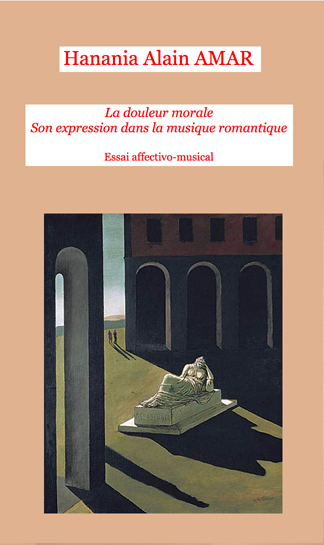 Hanania Alain AMAR
La douleur morale
Son expression dans la musique romantique
Essai affectivo-musical